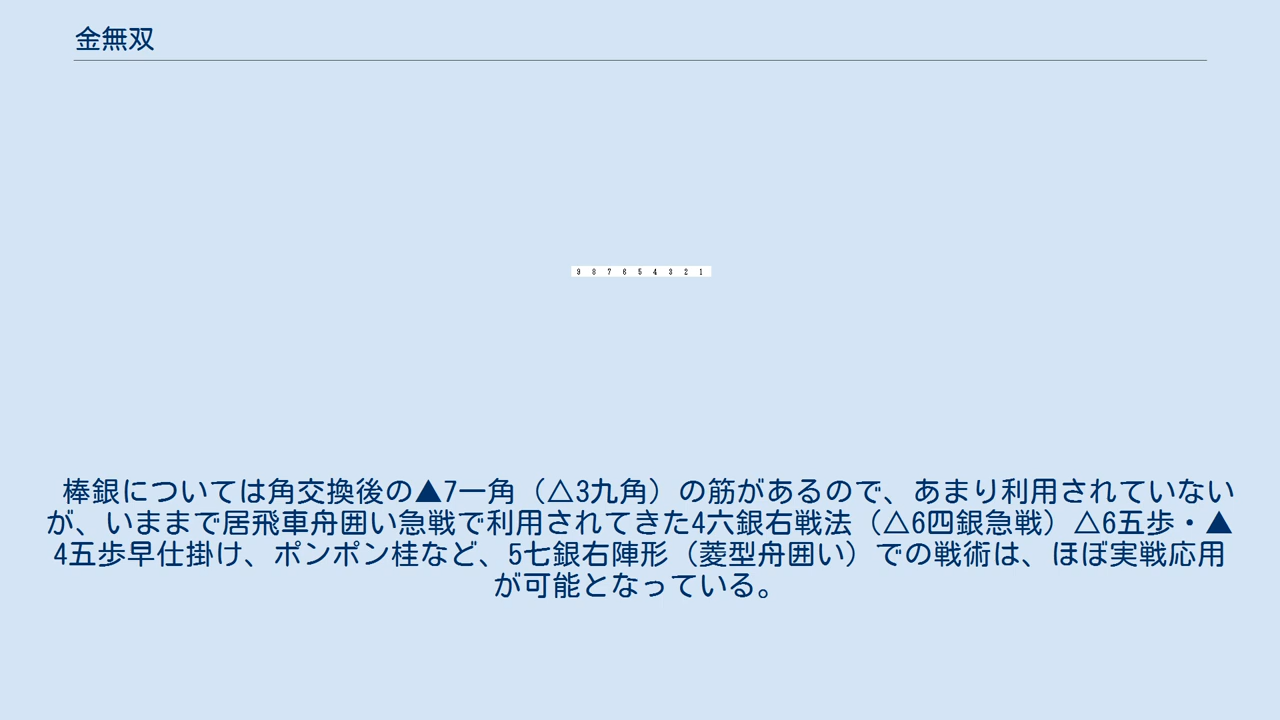 金無双
9 8 7 6 5 4 3 2 1
棒銀については角交換後の▲7一角（△3九角）の筋があるので、あまり利用されていない
が、いままで居飛車舟囲い急戦で利用されてきた4六銀右戦法（△6四銀急戦）△6五歩・▲
4五歩早仕掛け、ポンポン桂など、5七銀右陣形（菱型舟囲い）での戦術は、ほぼ実戦応用
が可能となっている。